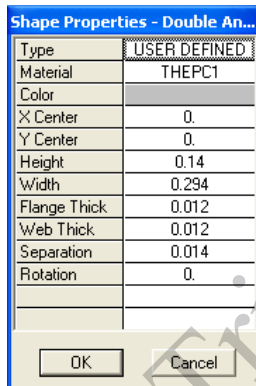 Shape Properties - Double An...
Type USER DEFINED
Material THEPC1
Color
X Center 0.
Y Center 0.
Height 0.14
Width 0.294
Flange Thick 0.012
Web Thick 0.012
Separation 0.014
Rotation 0.
OK Cancel